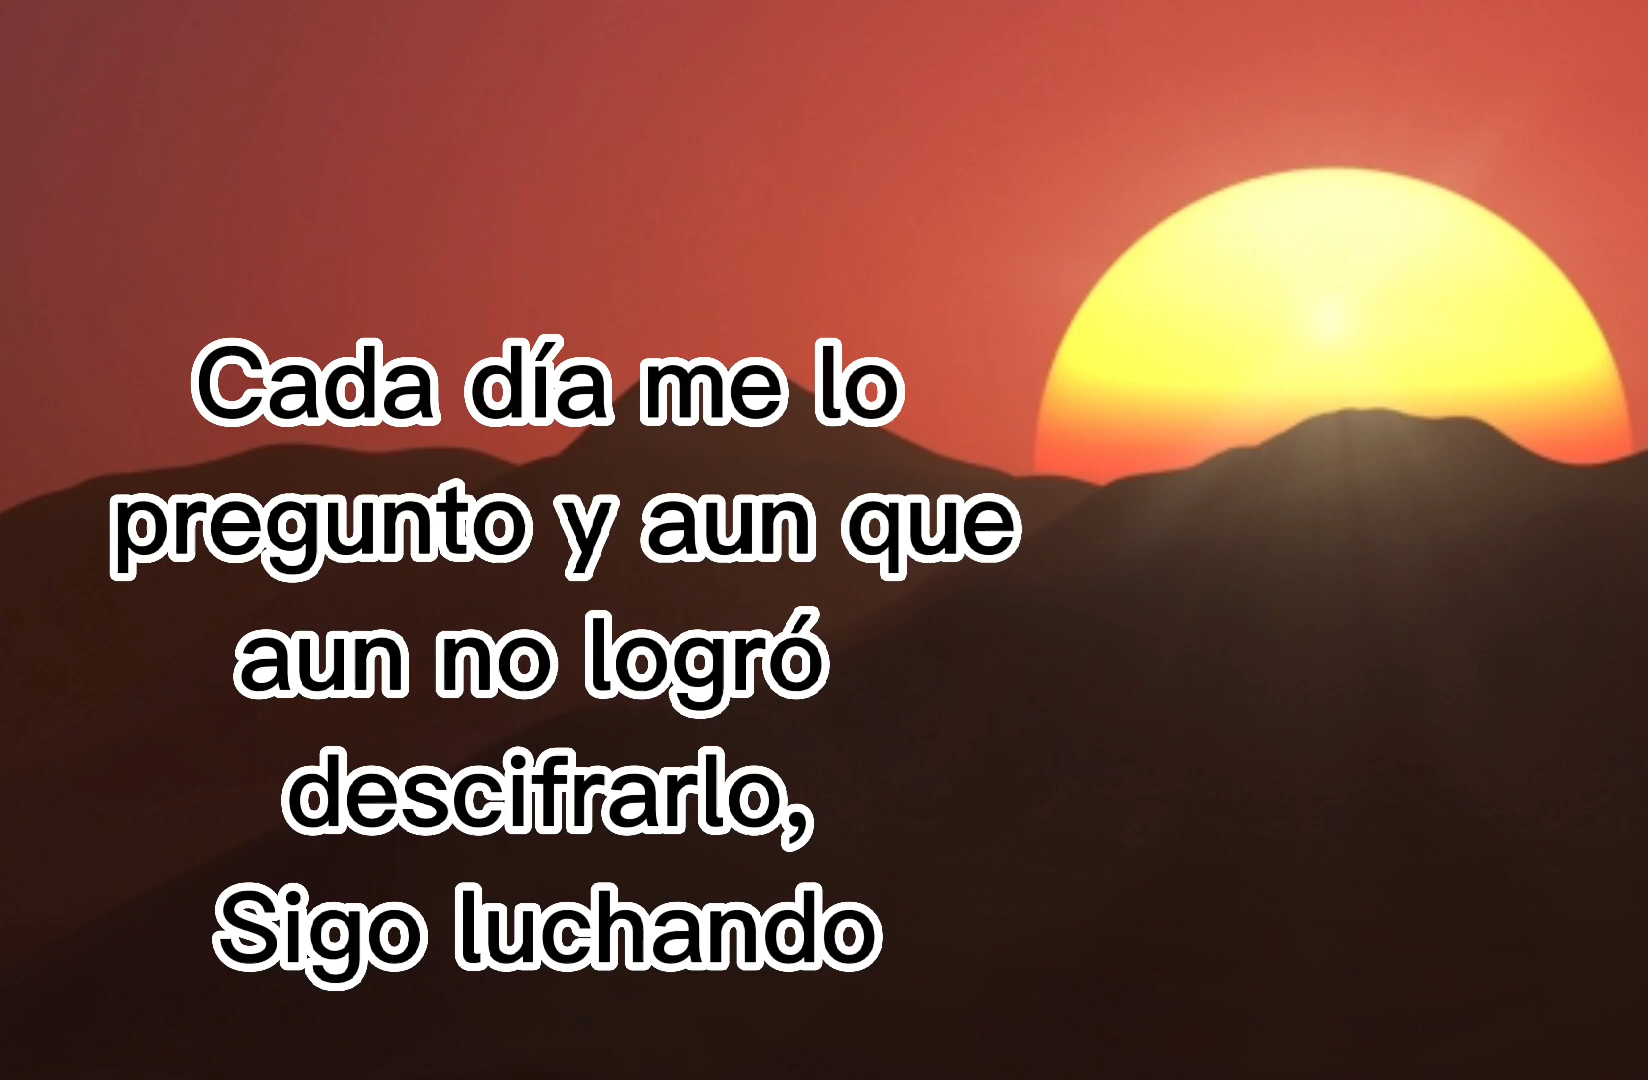 Cada día me lo
pregunto y aun que
aun no logró
descifrarlo,
Sigo luchando